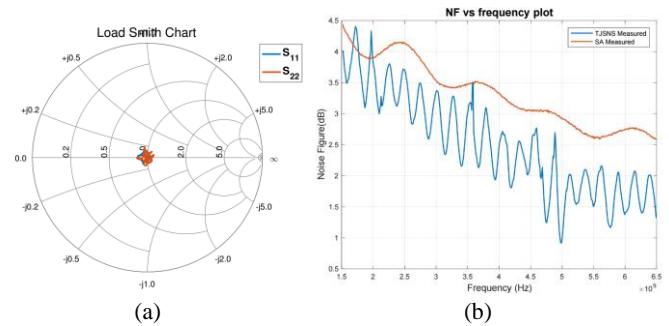 Load Smith Chart
+j1.0
+j0.5
+j2.0
+j0.2
+j5.0
0.0
0.2
0.5
1.0
2.0
5.0
∞
-j0.2
-j5.0
-j0.5
-j2.0
-j1.0
S11
S22
(a)
NF vs frequency plot
TJSNS Measured
SA Measured
Noise Figure(dB)
4.5
4
3.5
3
2.5
2
1.5
1
0.5
1.5 2 2.5 3 3.5 4 4.5 5 5.5 6 6.5
Frequency (Hz)
×10⁹
(b)